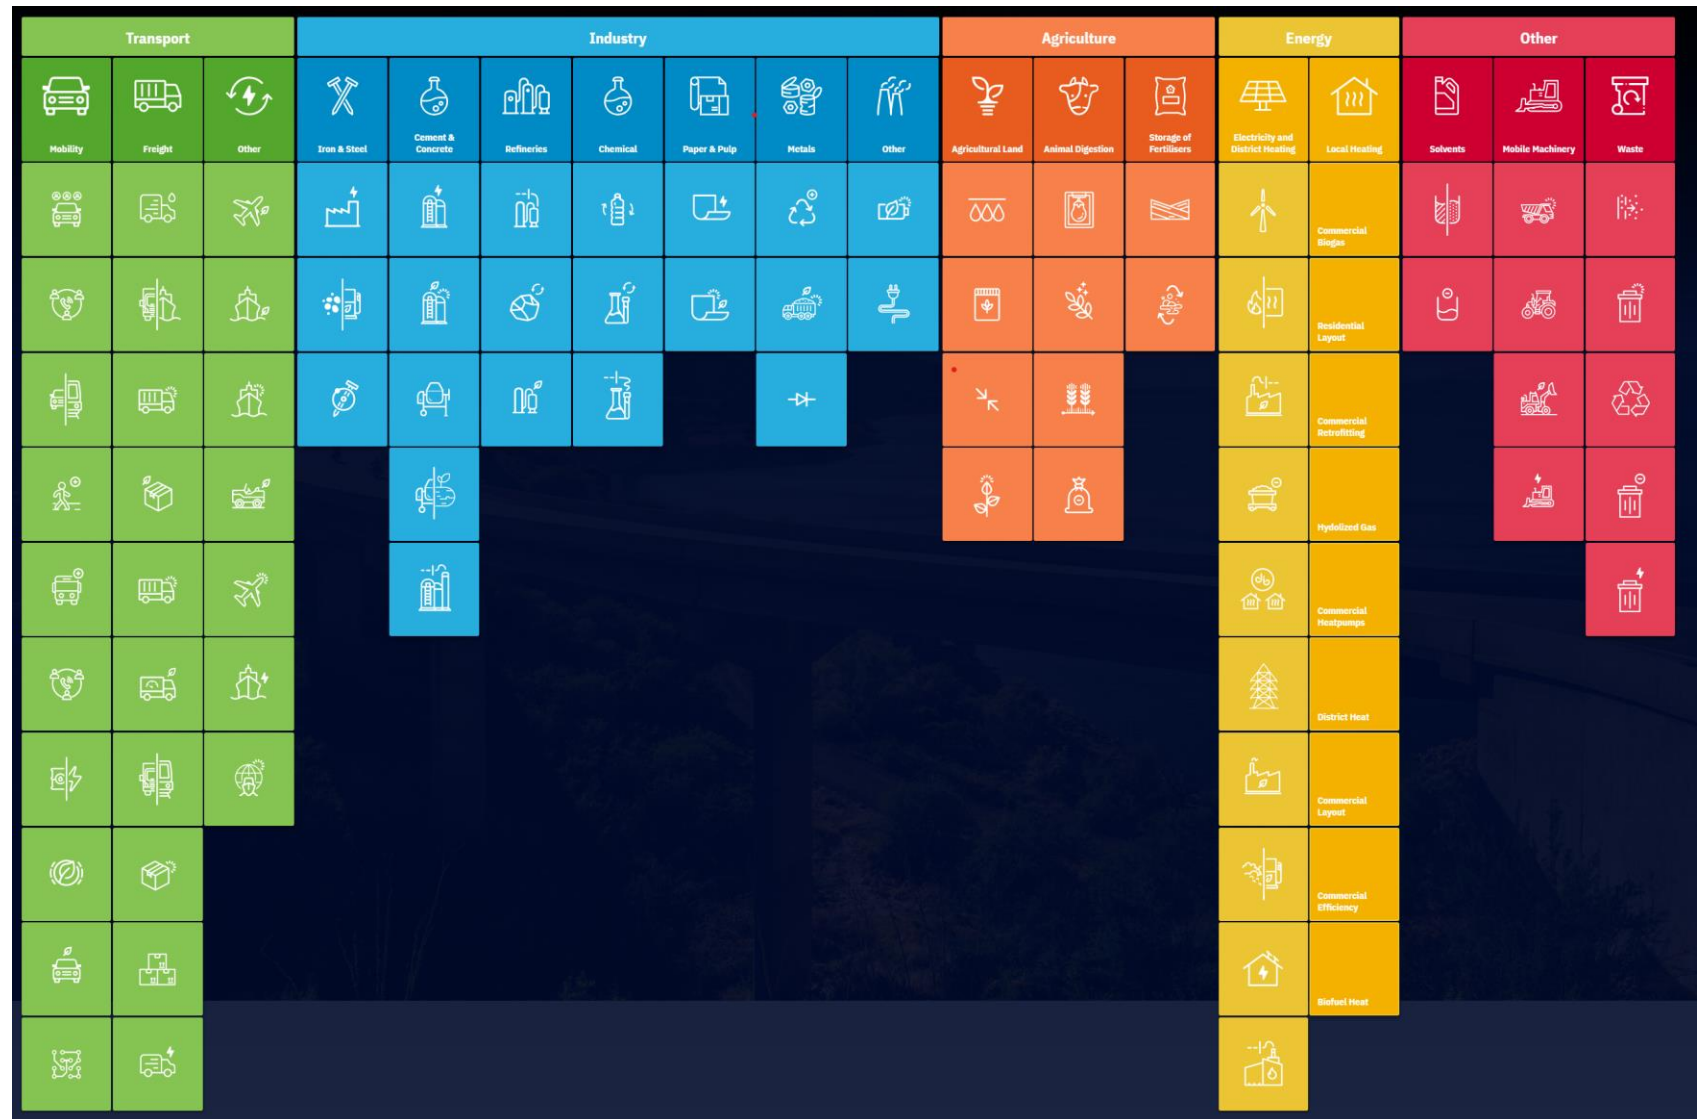 Transport
Industry
Agriculture
Energy
Other
Mobility
Freight
Other
Iron & Steel
Cement &
Concrete
Refineries
Chemical
Paper & Pulp
Metals
Other
Agricultural Land
Animal Digestion
Storage of
Fertilisers
Electricity and
District Heating
Local Heating
Solvents
Mobile Machinery
Waste
Commercial
Biogas
Residential
Layout
Commercial
Retrofitting
Hydolized Gas
Commercial
Heatpumps
District Heat
Commercial
Layout
Commercial
Efficiency
Biofuel Heat